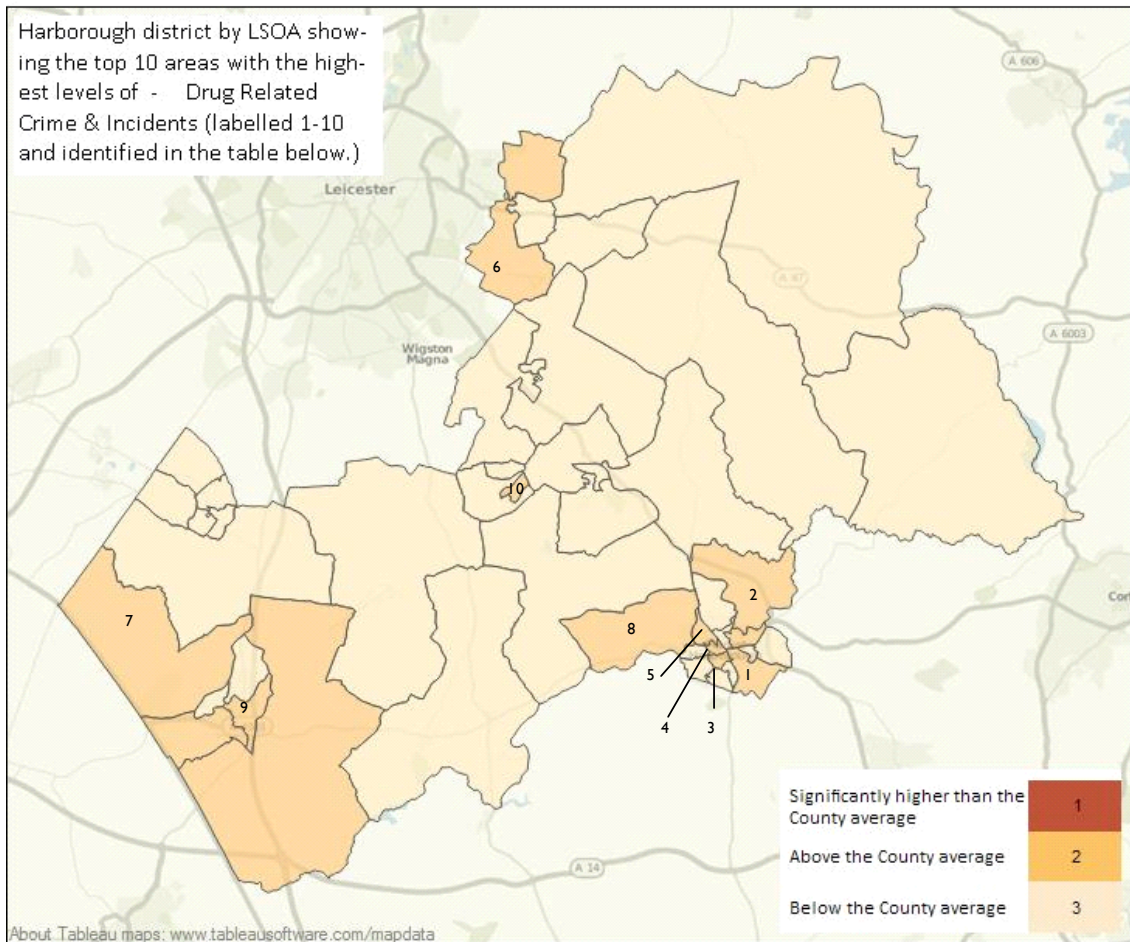 Harborough district by LSOA show-
ing the top 10 areas with the high-
est levels of - Drug Related
Crime & Incidents (labelled 1-10
and identified in the table below.)
A 606
Leicester
6
A 47
A 6003
Wigston
Magna
10
2
7
8
5
1
9
4
3
Significantly higher than the
County average
1
Above the County average
2
A 14
Below the County average
3
About Tableau maps: www.tableausoftware.com/mapdata